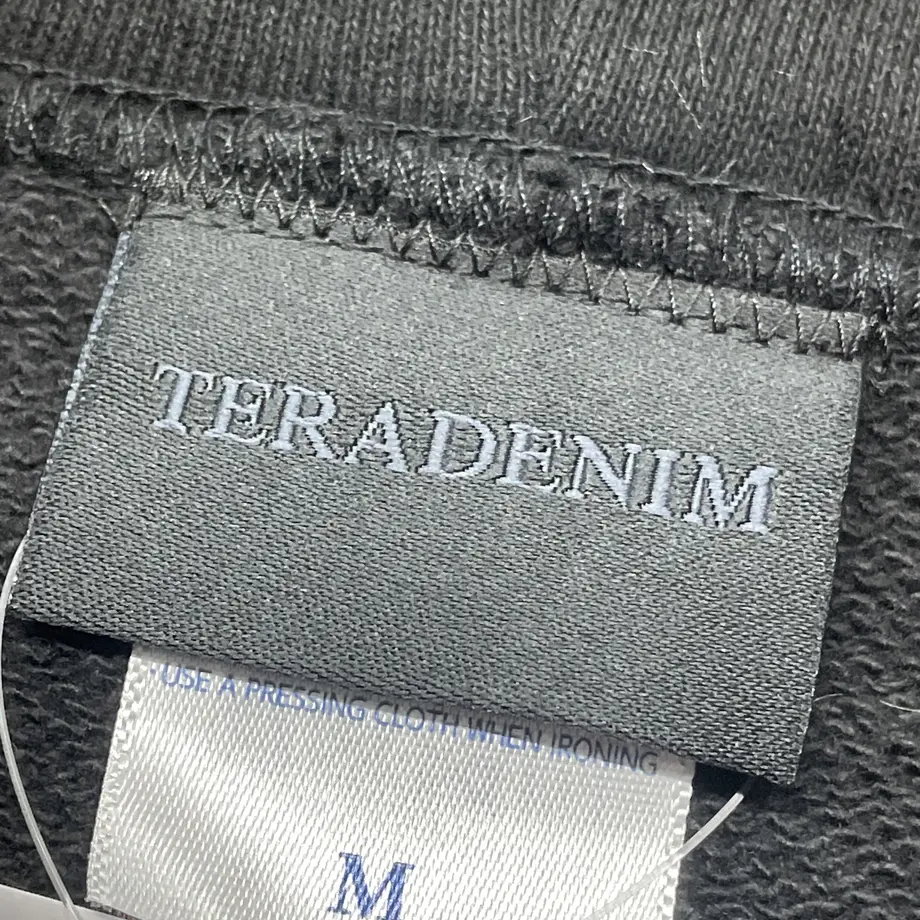 TERADENIM
USE A PRESSING CLOTH WHEN IRONING
M